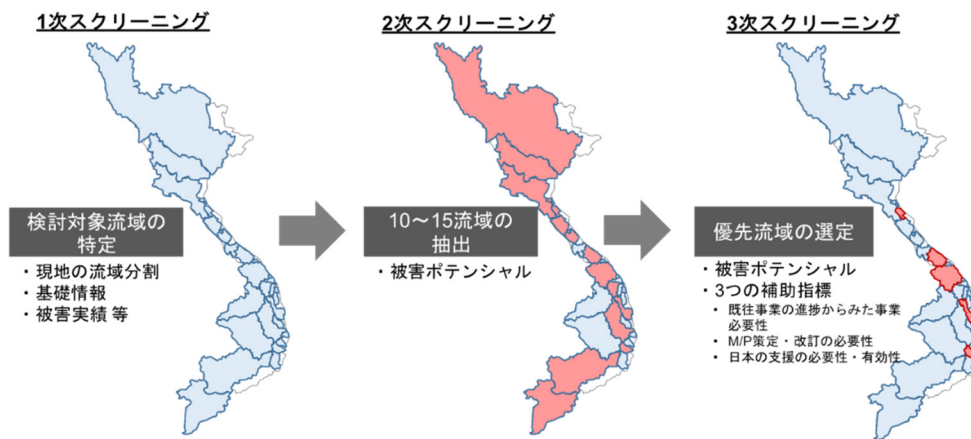 1次スクリーニング
検討対象流域の
特定
・現地の流域分割
・基礎情報
・被害実績 等
2次スクリーニング
10～15流域の
抽出
・被害ポテンシャル
3次スクリーニング
優先流域の選定
・被害ポテンシャル
・3つの補助指標
• 既往事業の進捗からみた事業
必要性
• M/P策定・改訂の必要性
• 日本の支援の必要性・有効性